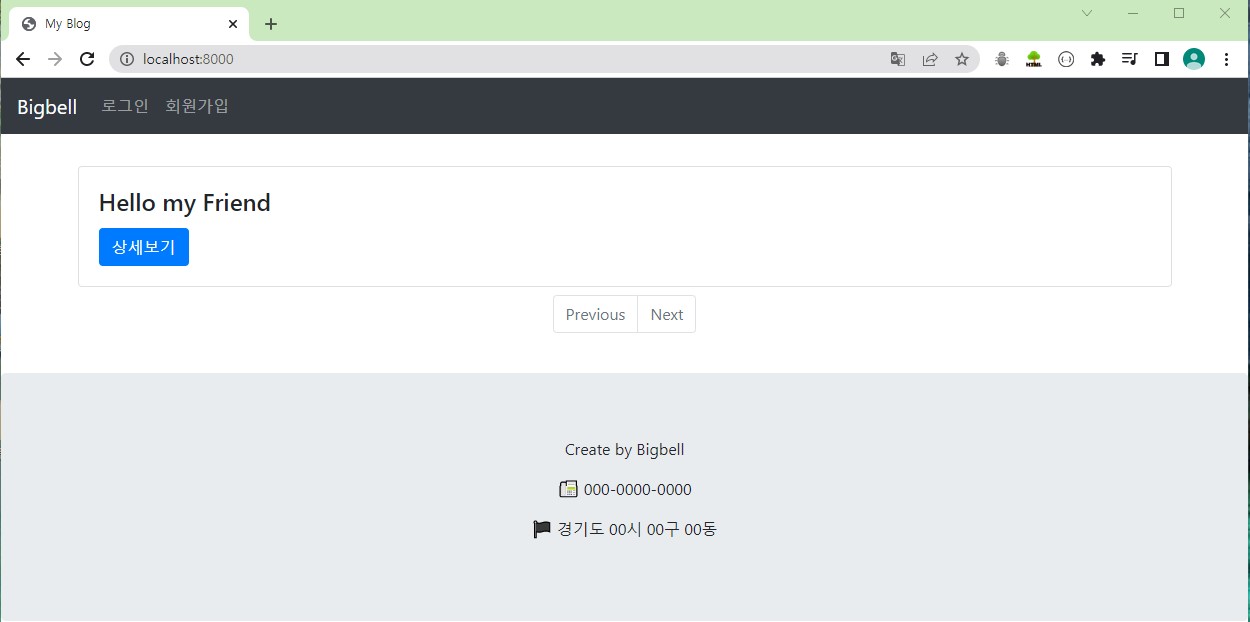 My Blog
localhost:8000
Bigbell 로그인 회원가입
Hello my Friend
상세보기
Previous Next
Create by Bigbell
000-0000-0000
경기도 00시 00구 00동